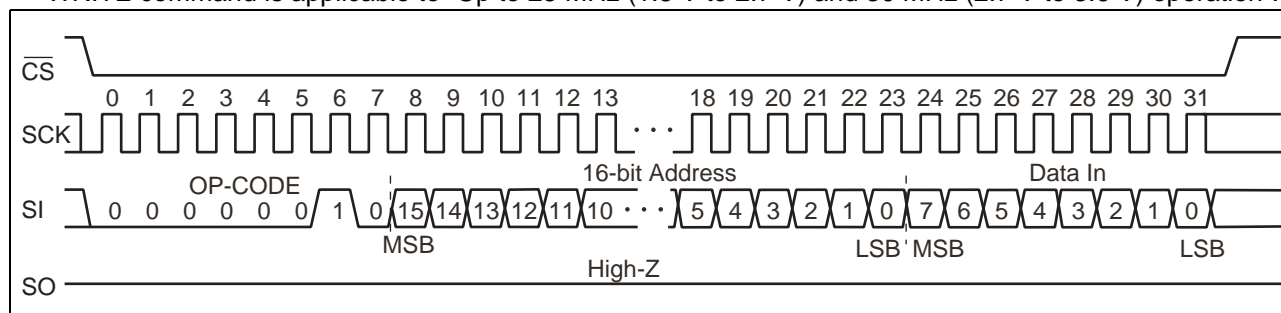 WRITE command is applicable to "Up to 25 MHz (1.8 V to 2.7 V) and 30 MHz (2.7 V to 3.6 V) operation".
CS
0 1 2 3 4 5 6 7 8 9 10 11 12 13 18 19 20 21 22 23 24 25 26 27 28 29 30 31
SCK ···
OP-CODE 16-bit Address Data In
SI 0 0 0 0 0 0 1 0 15 14 13 12 11 10 ··· 5 4 3 2 1 0 7 6 5 4 3 2 1 0
MSB LSB MSB LSB
High-Z
SO